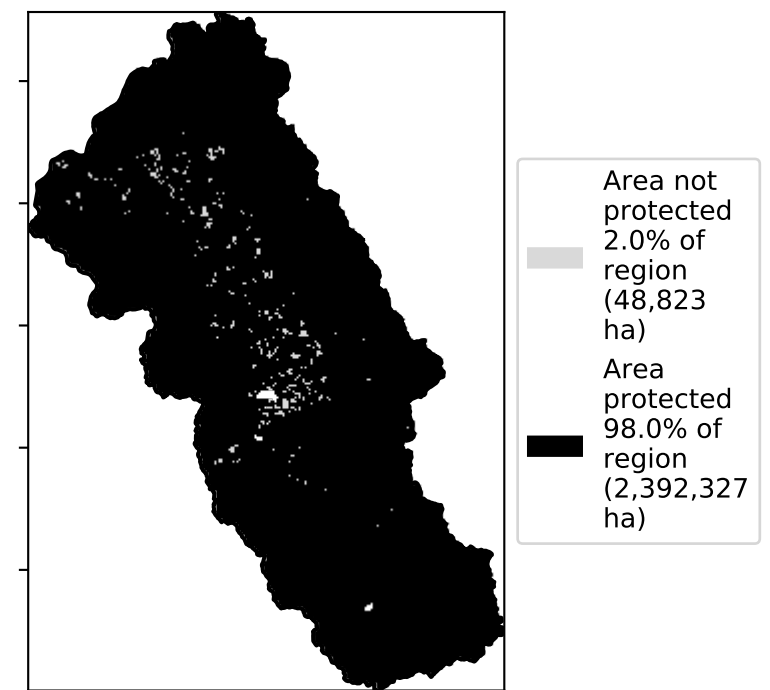 Area not
protected
2.0% of
region
(48,823
ha)
Area
protected
98.0% of
region
(2,392,327
ha)